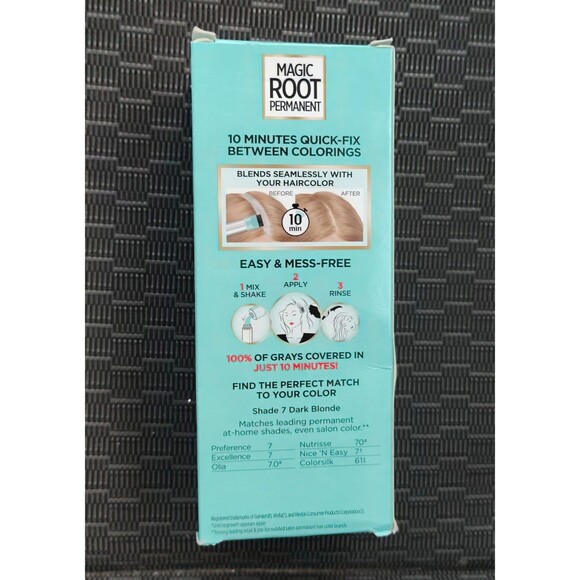 MAGIC
ROOT
PERMANENT
10 MINUTES QUICK-FIX
BETWEEN COLORINGS
BLENDS SEAMLESSLY WITH
YOUR HAIRCOLOR
BEFORE AFTER
10
min
EASY & MESS-FREE
1 MIX
& SHAKE
2
APPLY
3
RINSE
100% OF GRAYS COVERED IN
JUST 10 MINUTES!
FIND THE PERFECT MATCH
TO YOUR COLOR
Shade 7 Dark Blonde
Matches leading permanent
at-home shades, even salon color.**
Preference 7 Nutrisse 70ª
Excellence 7 Nice 'N Easy 7†
Olia 7.0ª Colorsilk 61‡